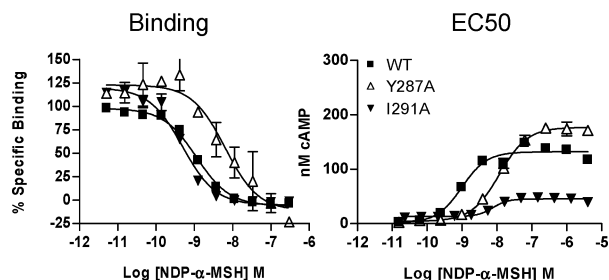 Binding
EC50
% Specific Binding
150
125
100
75
50
25
0
-25
-12 -11 -10 -9 -8 -7 -6
Log [NDP-α-MSH] M
nM cAMP
300
200
100
0
-12 -11 -10 -9 -8 -7 -6 -5
Log [NDP-α-MSH] M
WT
Y287A
I291A